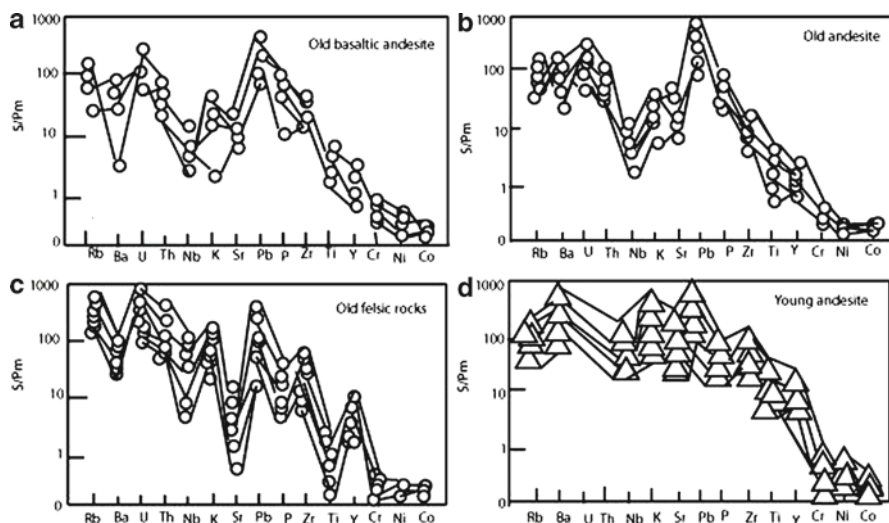 a
Old basaltic andesite
1000
100
10
1
0
S/Pm
Rb Ba U Th Nb K Sr Pb P Zr Ti Y Cr Ni Co
b
Old andesite
1000
100
10
1
0
S/Pm
Rb Ba U Th Nb K Sr Pb P Zr Ti Y Cr Ni Co
c
Old felsic rocks
1000
100
10
1
0
S/Pm
Rb Ba U Th Nb K Sr Pb P Zr Ti Y Cr Ni Co
d
Young andesite
1000
100
10
1
0
S/Pm
Rb Ba U Th Nb K Sr Pb P Zr Ti Y Cr Ni Co